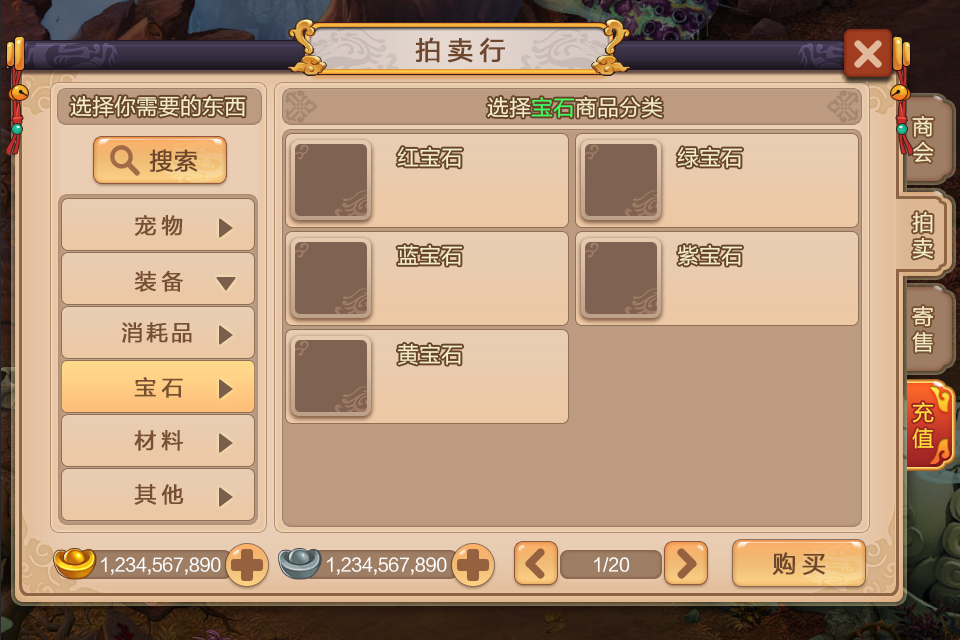 拍卖行
选择你需要的东西
搜索
宠物
装备
消耗品
宝石
材料
其他
选择宝石商品分类
红宝石
绿宝石
蓝宝石
紫宝石
黄宝石
商会
拍卖
寄售
充值
1,234,567,890
1,234,567,890
1/20
购买